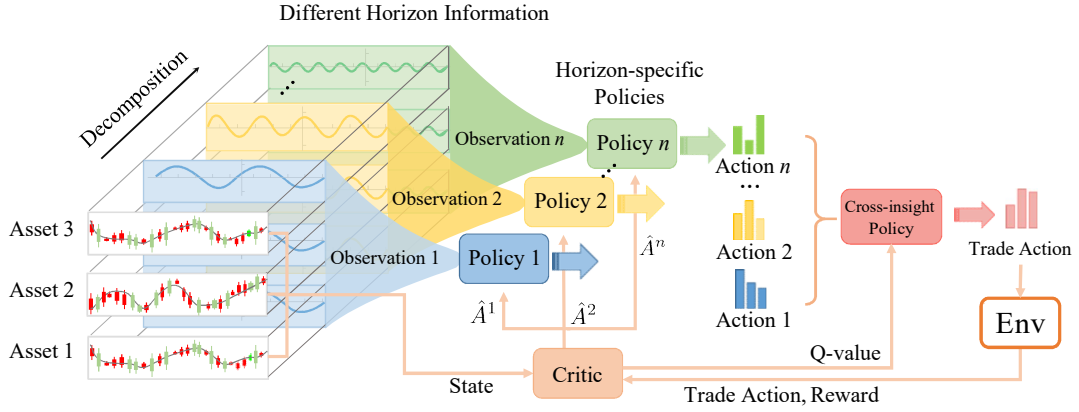 Different Horizon Information
Decomposition
Horizon-specific
Policies
Observation n
Policy n
Action n
Observation 2
Policy 2
...
Cross-insight
Policy
Asset 3
Observation 1
Policy 1
Â^n
Action 2
Trade Action
Asset 2
Â^1
Â^2
Action 1
Env
Asset 1
Q-value
State
Critic
Trade Action, Reward